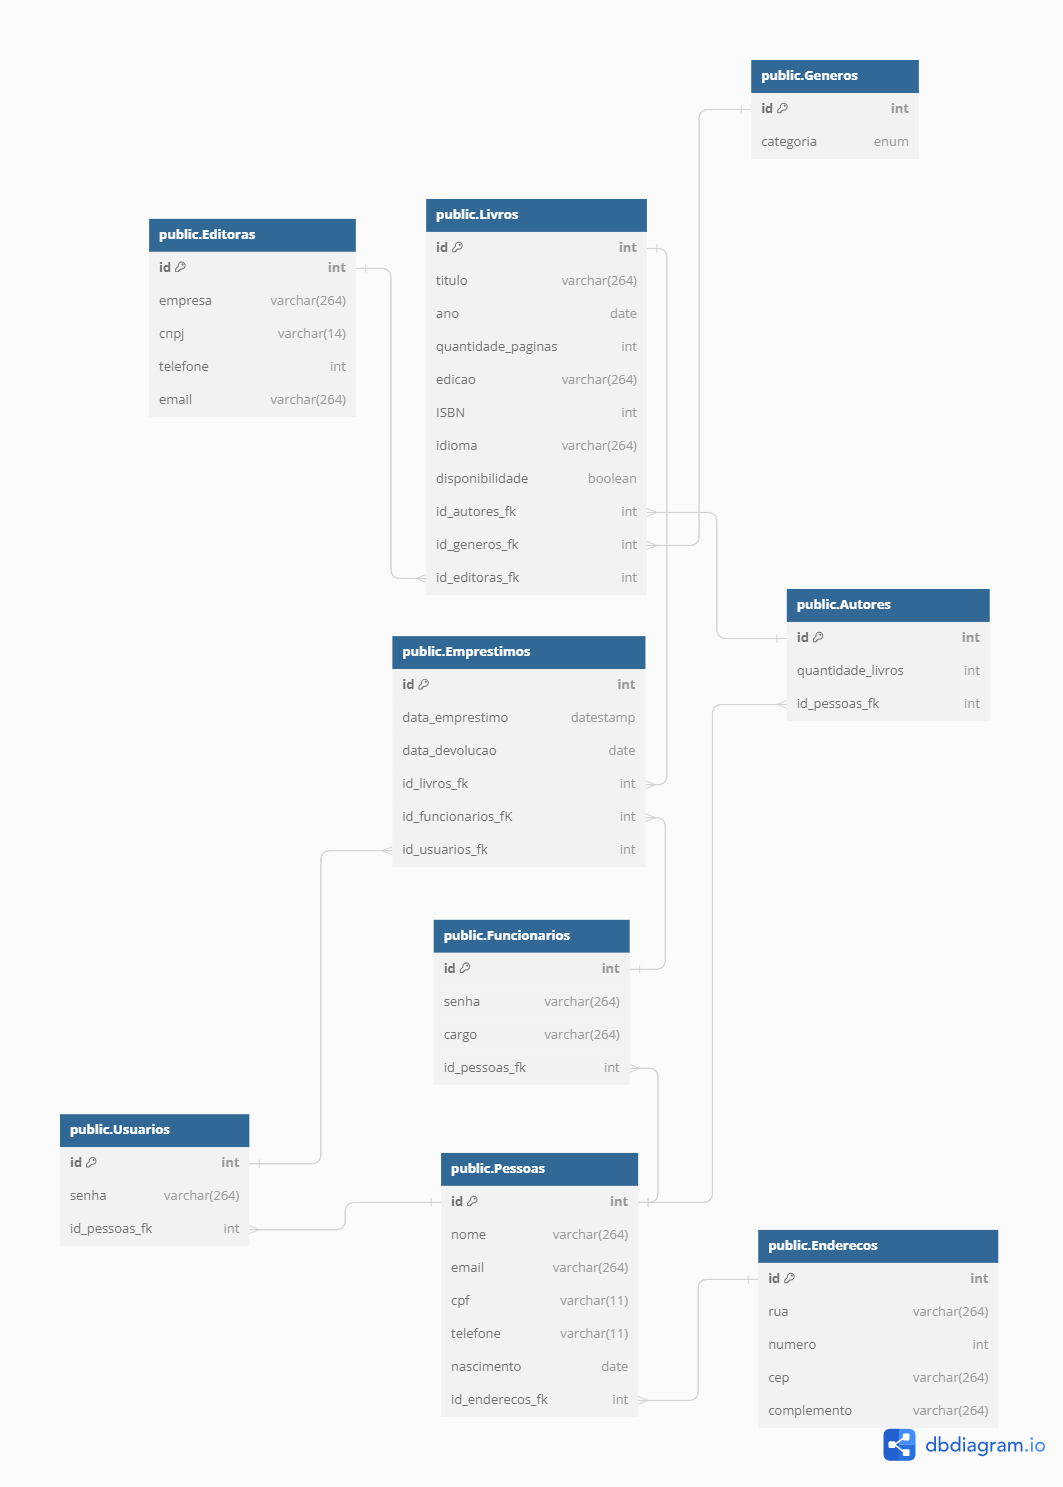 public.Generos
id int
categoria enum
public.Livros
id int
titulo varchar(264)
ano date
quantidade_paginas int
edicao varchar(264)
ISBN int
idioma varchar(264)
disponibilidade boolean
id_autores_fk int
id_generos_fk int
id_editoras_fk int
public.Editoras
id int
empresa varchar(264)
cnpj varchar(14)
telefone int
email varchar(264)
public.Autores
id int
quantidade_livros int
id_pessoas_fk int
public.Emprestimos
id int
data_emprestimo datestamp
data_devolucao date
id_livros_fk int
id_funcionarios_fK int
id_usuarios_fk int
public.Funcionarios
id int
senha varchar(264)
cargo varchar(264)
id_pessoas_fk int
public.Usuarios
id int
senha varchar(264)
id_pessoas_fk int
public.Pessoas
id int
nome varchar(264)
email varchar(264)
cpf varchar(11)
telefone varchar(11)
nascimento date
id_enderecos_fk int
public.Enderecos
id int
rua varchar(264)
numero int
cep varchar(264)
complemento varchar(264)
dbdiagram.io